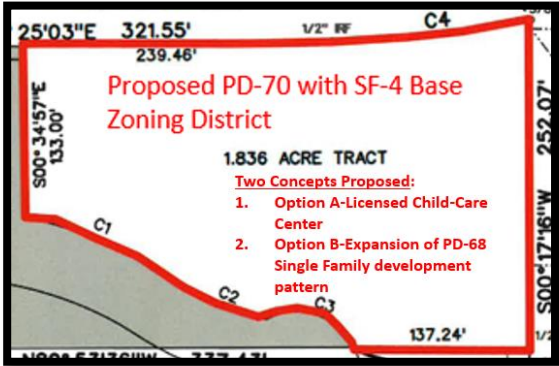 25'03"E 321.55'
1/2" IRF
C4
239.46'
Proposed PD-70 with SF-4 Base
Zoning District
S00° 34'57"E
133.00'
252.07'
1.836 ACRE TRACT
Two Concepts Proposed:
1. Option A-Licensed Child-Care
Center
2. Option B-Expansion of PD-68
Single Family development
pattern
C1
C2
C3
S00°17'16"W
137.24'
1/2